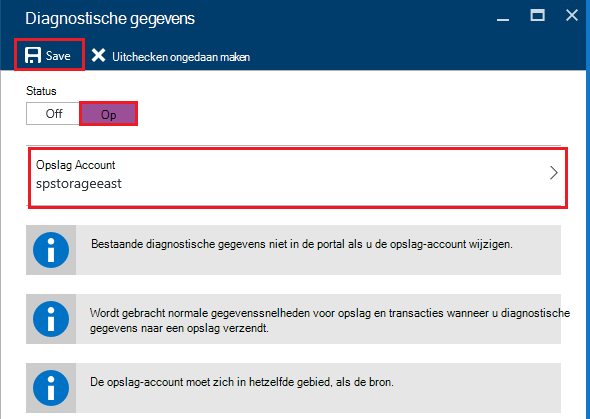 Diagnostische gegevens
Save Uitchecken ongedaan maken
Status
Off Op
Opslag Account
spstorageeast
Bestaande diagnostische gegevens niet in de portal als u de opslag-account wijzigen.
Wordt gebracht normale gegevenssnelheden voor opslag en transacties wanneer u diagnostische
gegevens naar een opslag verzendt.
De opslag-account moet zich in hetzelfde gebied, als de bron.